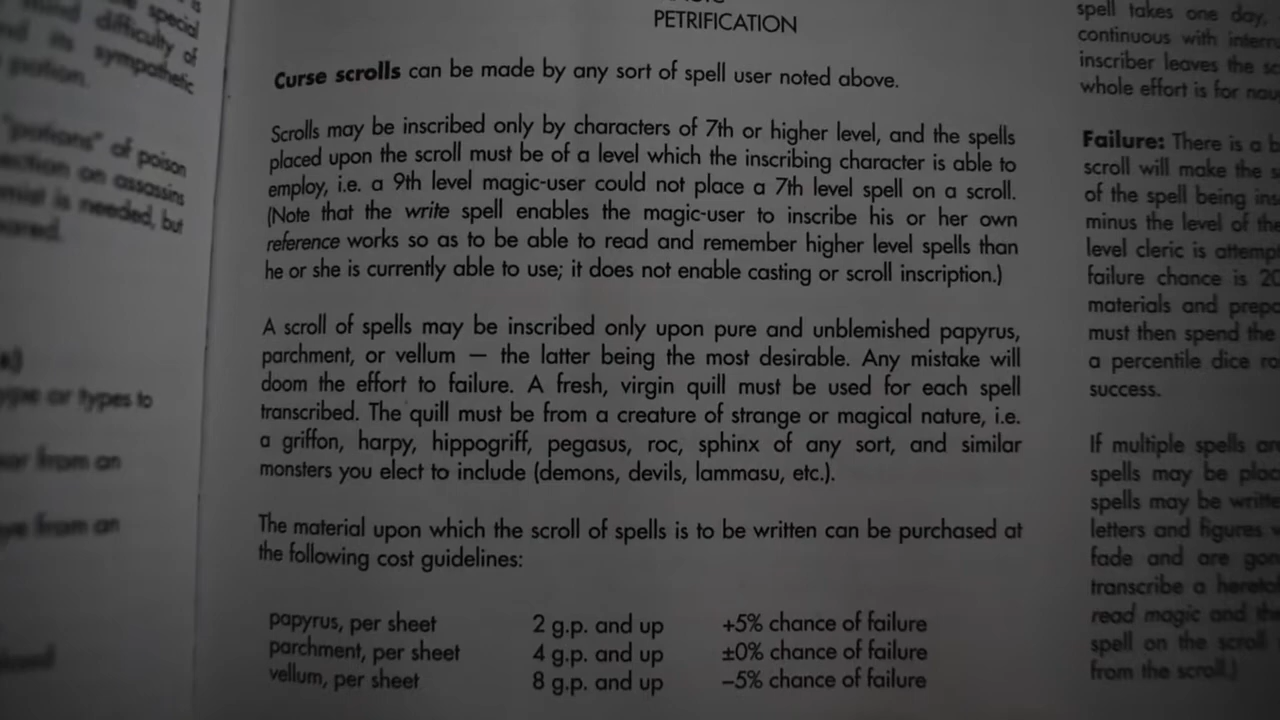 special
difficulty of
sympathetic
potion.
"potions" of poison
section on assassins
is needed, but
or types to
from an
from an
PETRIFICATION
Curse scrolls can be made by any sort of spell user noted above.
Scrolls may be inscribed only by characters of 7th or higher level, and the spells
placed upon the scroll must be of a level which the inscribing character is able to
employ, i.e. a 9th level magic-user could not place a 7th level spell on a scroll.
(Note that the write spell enables the magic-user to inscribe his or her own
reference works so as to be able to read and remember higher level spells than
he or she is currently able to use; it does not enable casting or scroll inscription.)
A scroll of spells may be inscribed only upon pure and unblemished papyrus,
parchment, or vellum — the latter being the most desirable. Any mistake will
doom the effort to failure. A fresh, virgin quill must be used for each spell
transcribed. The quill must be from a creature of strange or magical nature, i.e.
a griffon, harpy, hippogriff, pegasus, roc, sphinx of any sort, and similar
monsters you elect to include (demons, devils, lammasu, etc.).
The material upon which the scroll of spells is to be written can be purchased at
the following cost guidelines:
papyrus, per sheet 2 g.p. and up +5% chance of failure
parchment, per sheet 4 g.p. and up ±0% chance of failure
vellum, per sheet 8 g.p. and up –5% chance of failure
spell takes one day,
continuous with
inscriber leaves the
whole effort is for
Failure: There is a
scroll will make the
of the spell being
minus the level of the
level cleric is
failure chance is 20
materials and
must then spend the
a percentile dice
success.
If multiple spells
spells may be
spells may be
letters and figures
fade and are
transcribe a
read magic and the
spell on the scroll
from the scroll.)